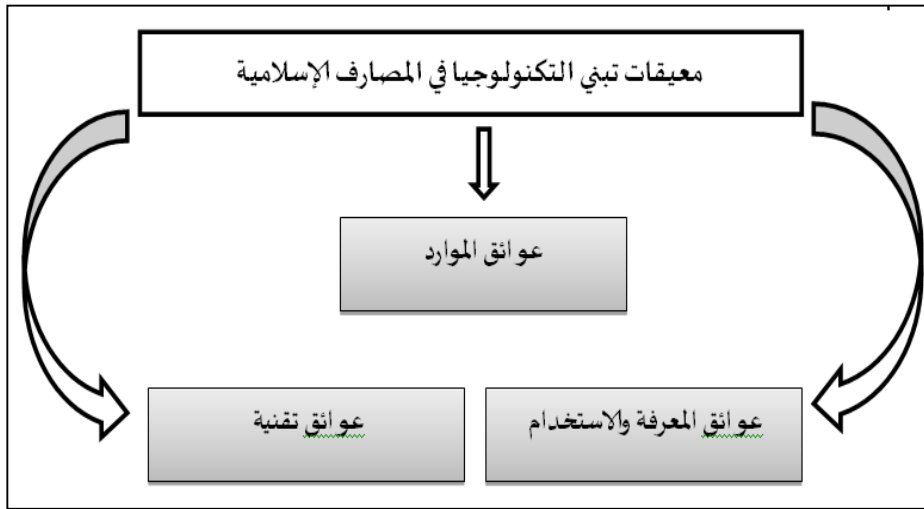 معيقات تبني التكنولوجيا في المصارف الإسلامية
عوائق الموارد
عوائق المعرفة والاستخدام
عوائق تقنية